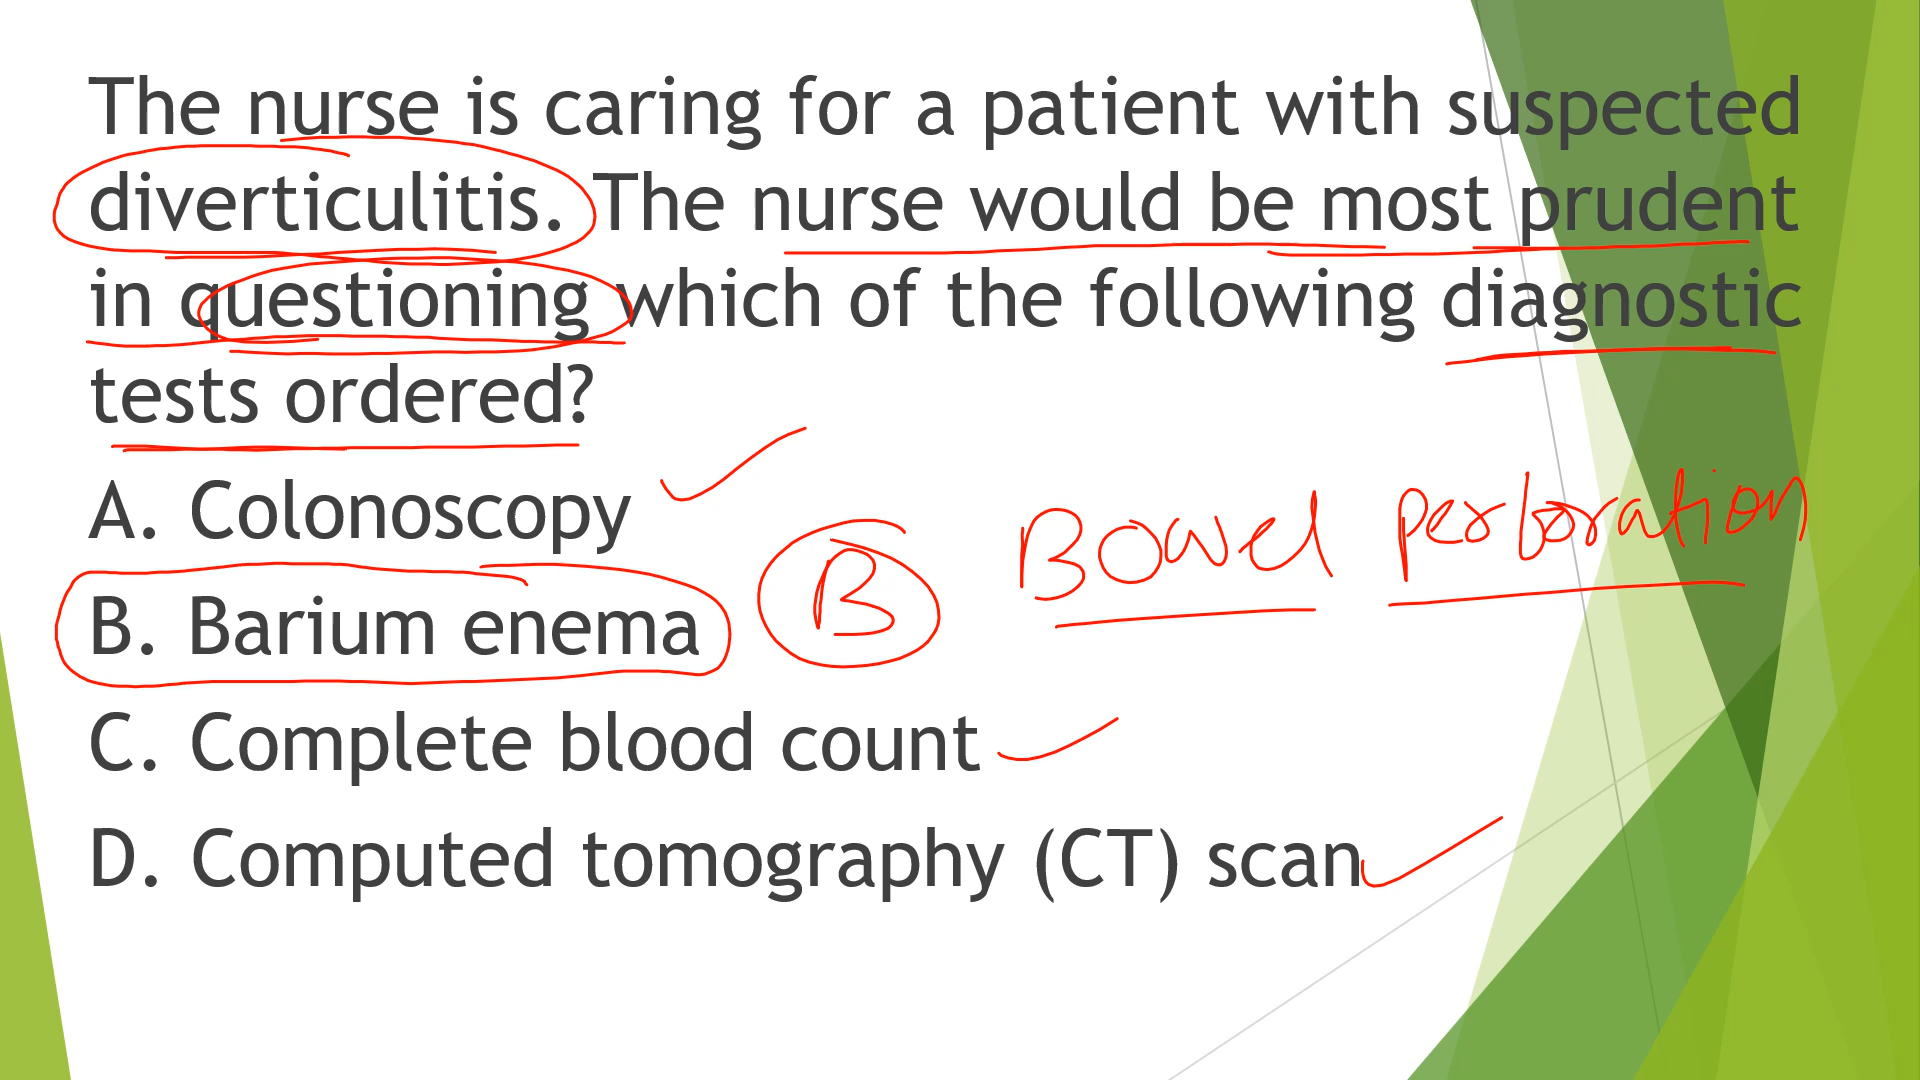 The nurse is caring for a patient with suspected
diverticulitis. The nurse would be most prudent
in questioning which of the following diagnostic
tests ordered?
A. Colonoscopy
Bowel perforation
B. Barium enema B
C. Complete blood count
D. Computed tomography (CT) scan